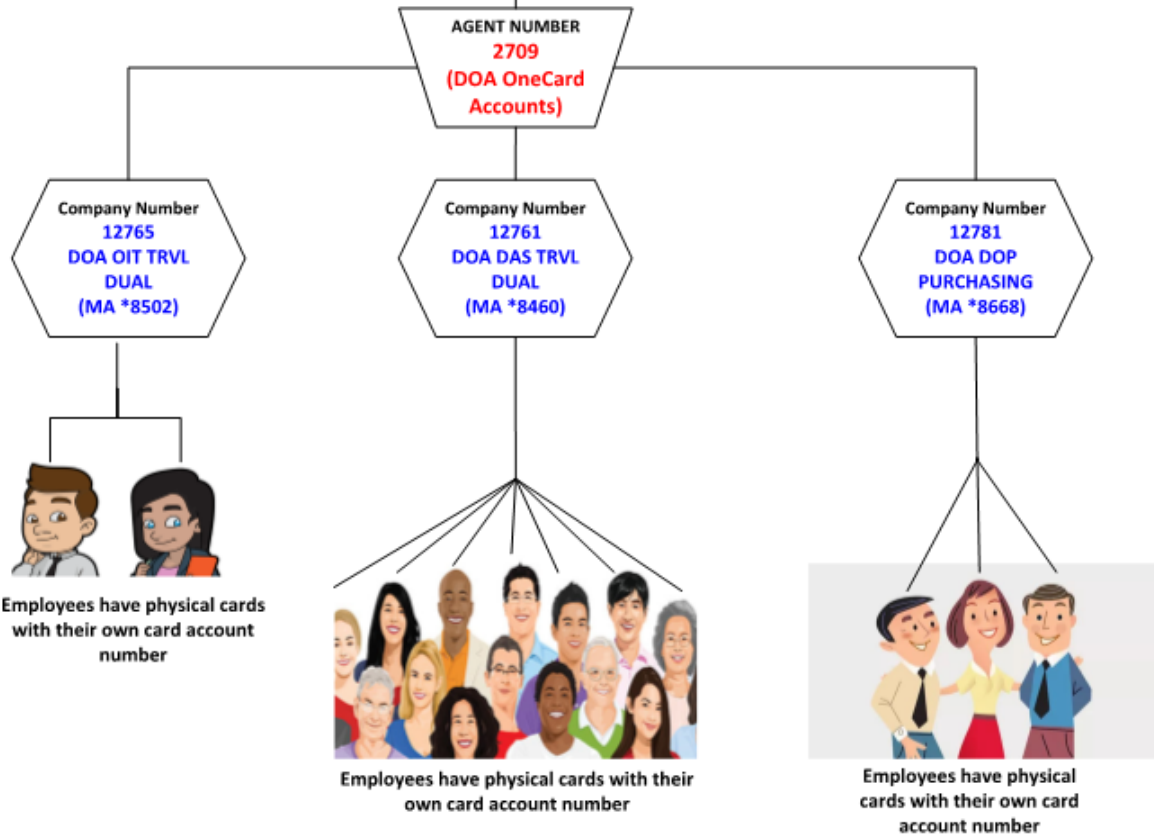 AGENT NUMBER
2709
(DOA OneCard
Accounts)
Company Number
12765
DOA OIT TRVL
DUAL
(MA *8502)
Company Number
12761
DOA DAS TRVL
DUAL
(MA *8460)
Company Number
12781
DOA DOP
PURCHASING
(MA *8668)
Employees have physical cards
with their own card account
number
Employees have physical cards with their
own card account number
Employees have physical
cards with their own card
account number